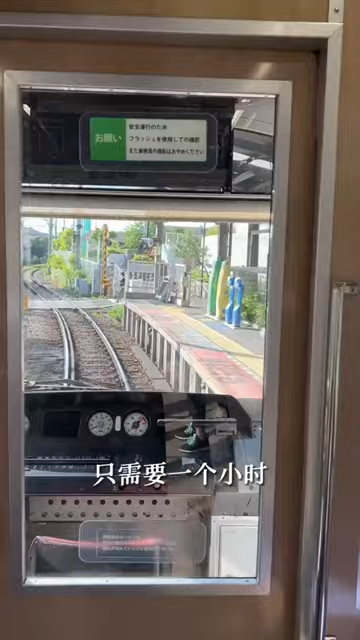 お願い
安全運行のため
フラッシュを使用しての撮影
また乗務員の撮影はおやめください
只需要一个小时